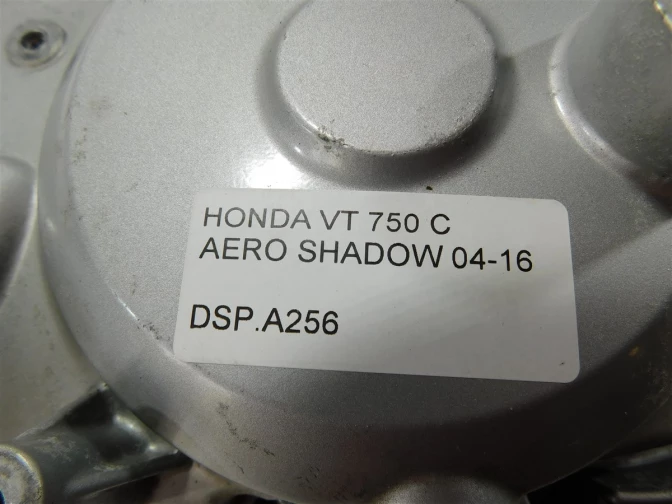 HONDA VT 750 C
AERO SHADOW 04-16
DSP.A256